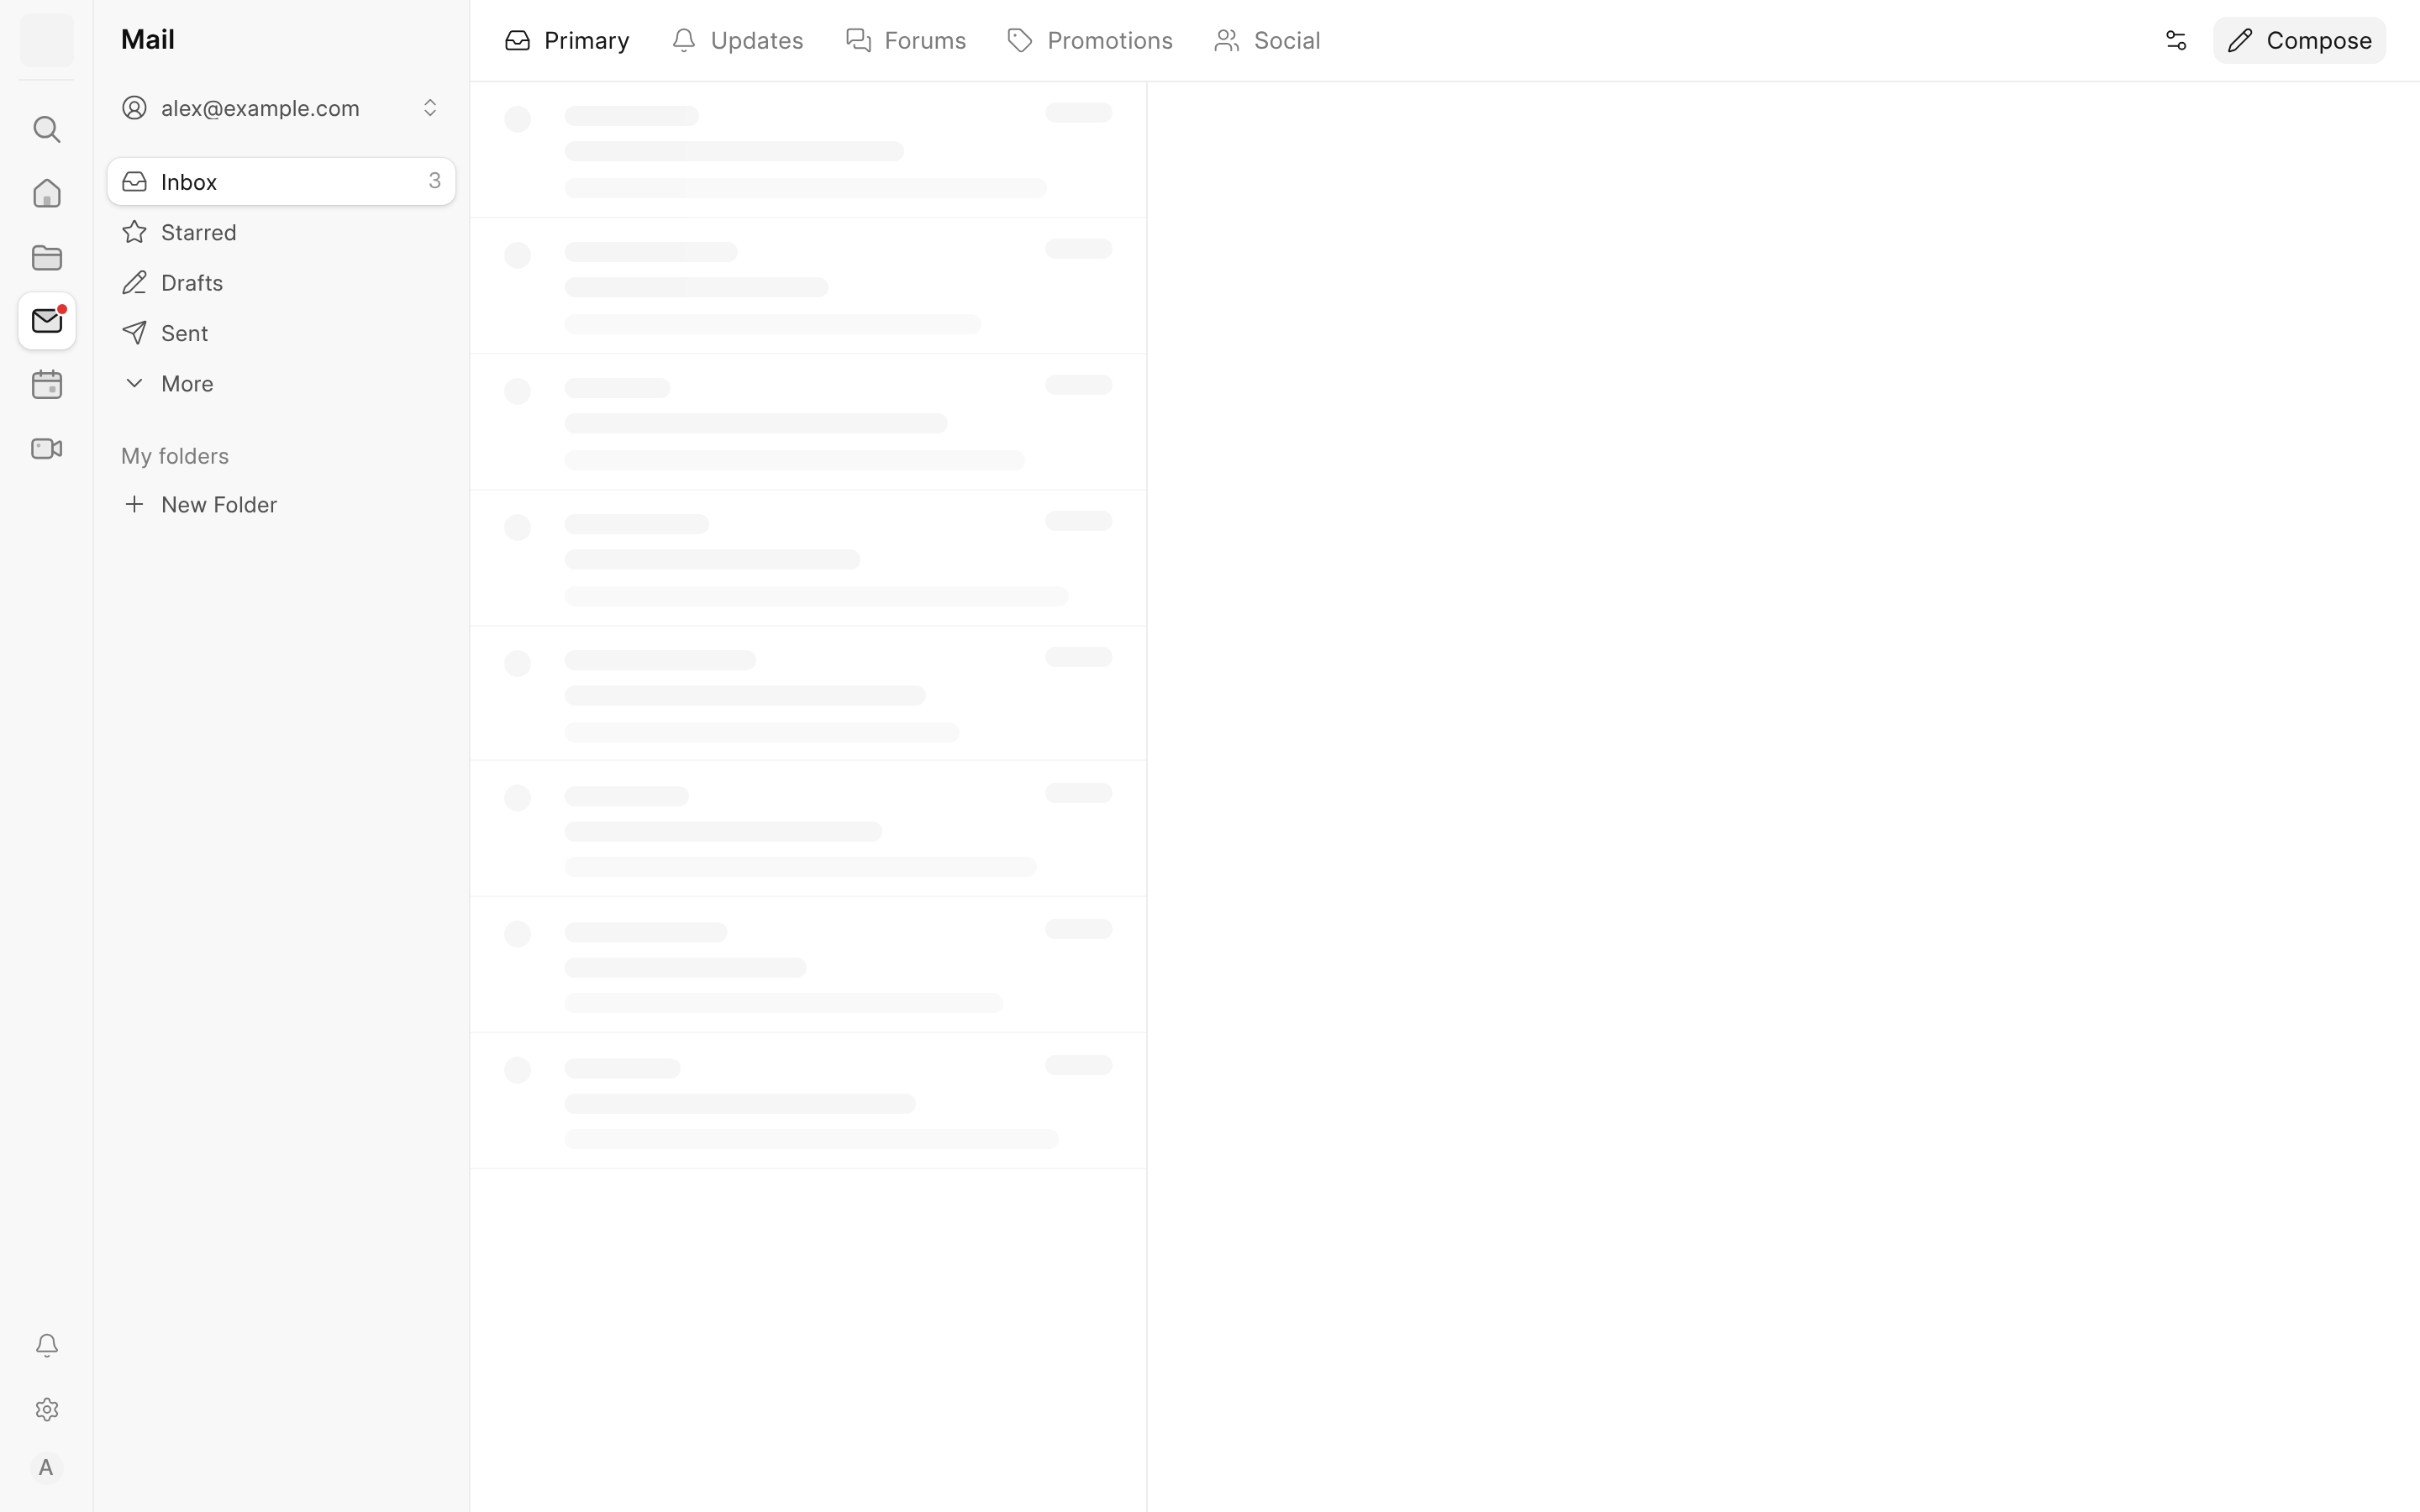 Mail
alex@example.com
Inbox 3
Starred
Drafts
Sent
More
My folders
New Folder
A
Primary Updates Forums Promotions Social
Compose